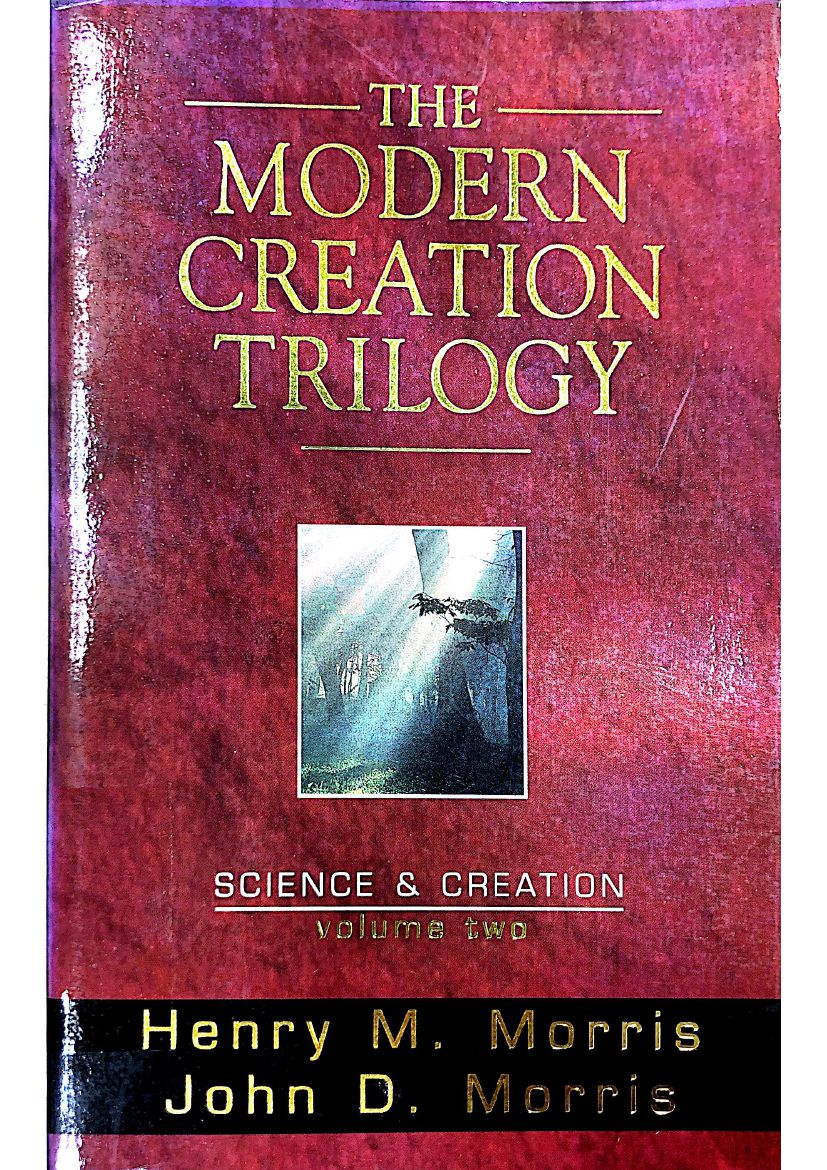 THE
MODERN
CREATION
TRILOGY
SCIENCE & CREATION
volume two
Henry M. Morris
John D. Morris